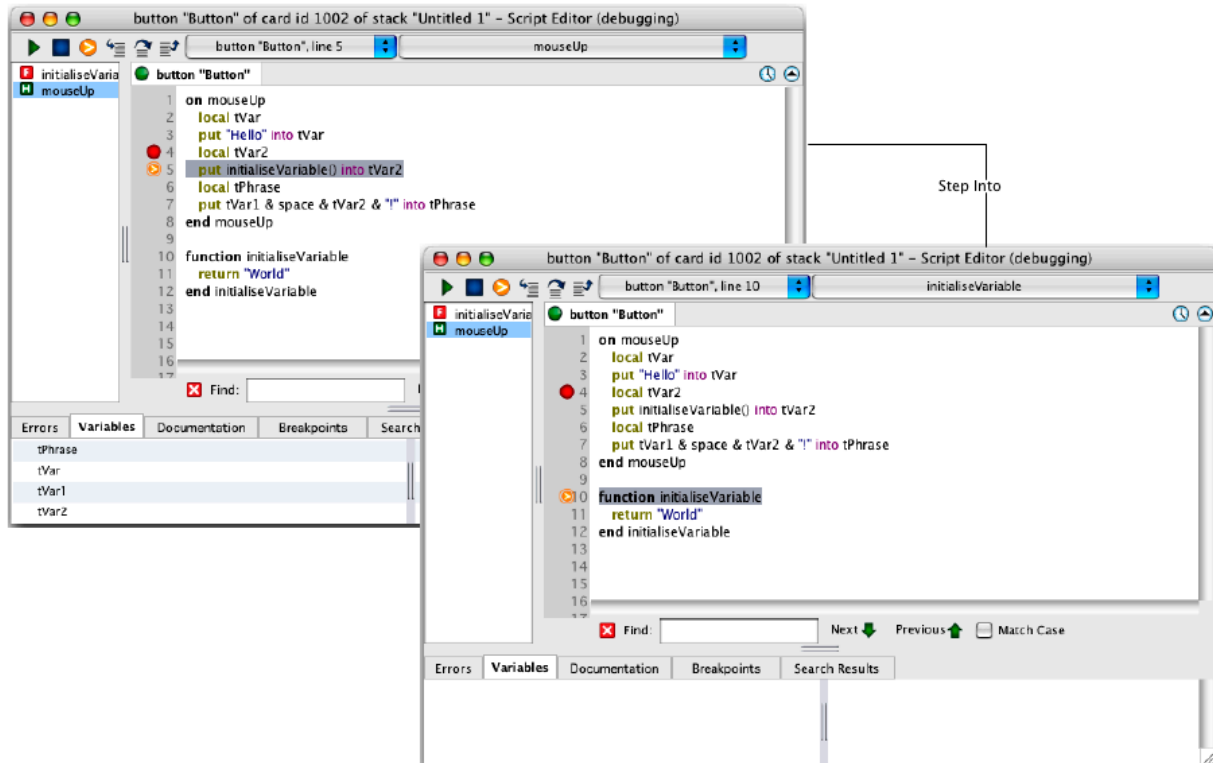 button "Button" of card id 1002 of stack "Untitled 1" – Script Editor (debugging)
button "Button", line 5
mouseUp
F initialiseVaria
H mouseUp
button "Button"
1 on mouseUp
2 local tVar
3 put "Hello" into tVar
4 local tVar2
5 put initialiseVariable() into tVar2
6 local tPhrase
7 put tVar1 & space & tVar2 & "!" into tPhrase
8 end mouseUp
9
10 function initialiseVariable
11 return "World"
12 end initialiseVariable
13
14
15
16
17
Find:
Errors Variables Documentation Breakpoints Search
tPhrase
tVar
tVar1
tVar2
Step Into
button "Button" of card id 1002 of stack "Untitled 1" – Script Editor (debugging)
button "Button", line 10
initialiseVariable
F initialiseVaria
H mouseUp
button "Button"
1 on mouseUp
2 local tVar
3 put "Hello" into tVar
4 local tVar2
5 put initialiseVariable() into tVar2
6 local tPhrase
7 put tVar1 & space & tVar2 & "!" into tPhrase
8 end mouseUp
9
10 function initialiseVariable
11 return "World"
12 end initialiseVariable
13
14
15
16
17
Find: Next Previous Match Case
Errors Variables Documentation Breakpoints Search Results